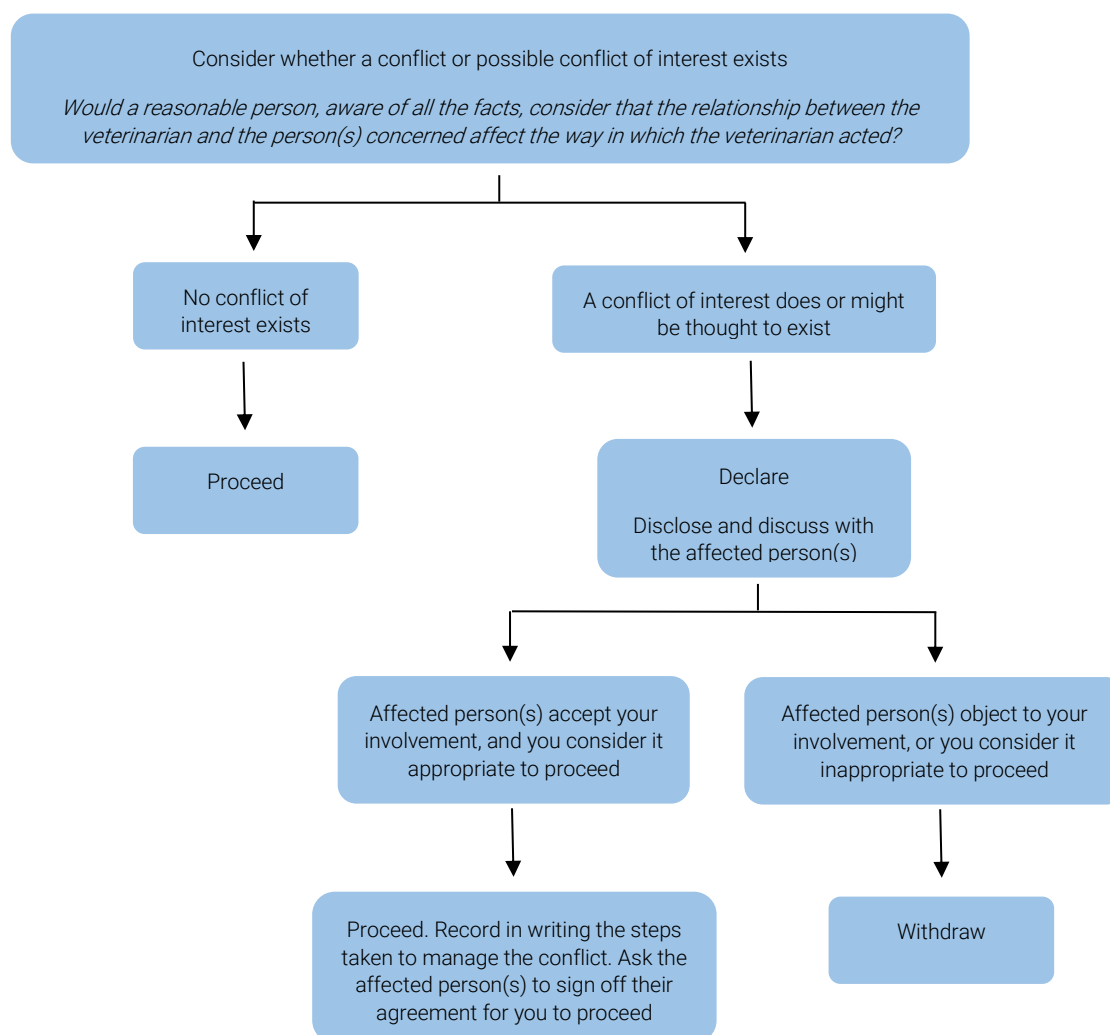 Consider whether a conflict or possible conflict of interest exists
Would a reasonable person, aware of all the facts, consider that the relationship between the
veterinarian and the person(s) concerned affect the way in which the veterinarian acted?
No conflict of
interest exists
A conflict of interest does or might
be thought to exist
Proceed
Declare
Disclose and discuss with
the affected person(s)
Affected person(s) accept your
involvement, and you consider it
appropriate to proceed
Affected person(s) object to your
involvement, or you consider it
inappropriate to proceed
Proceed. Record in writing the steps
taken to manage the conflict. Ask the
affected person(s) to sign off their
agreement for you to proceed
Withdraw